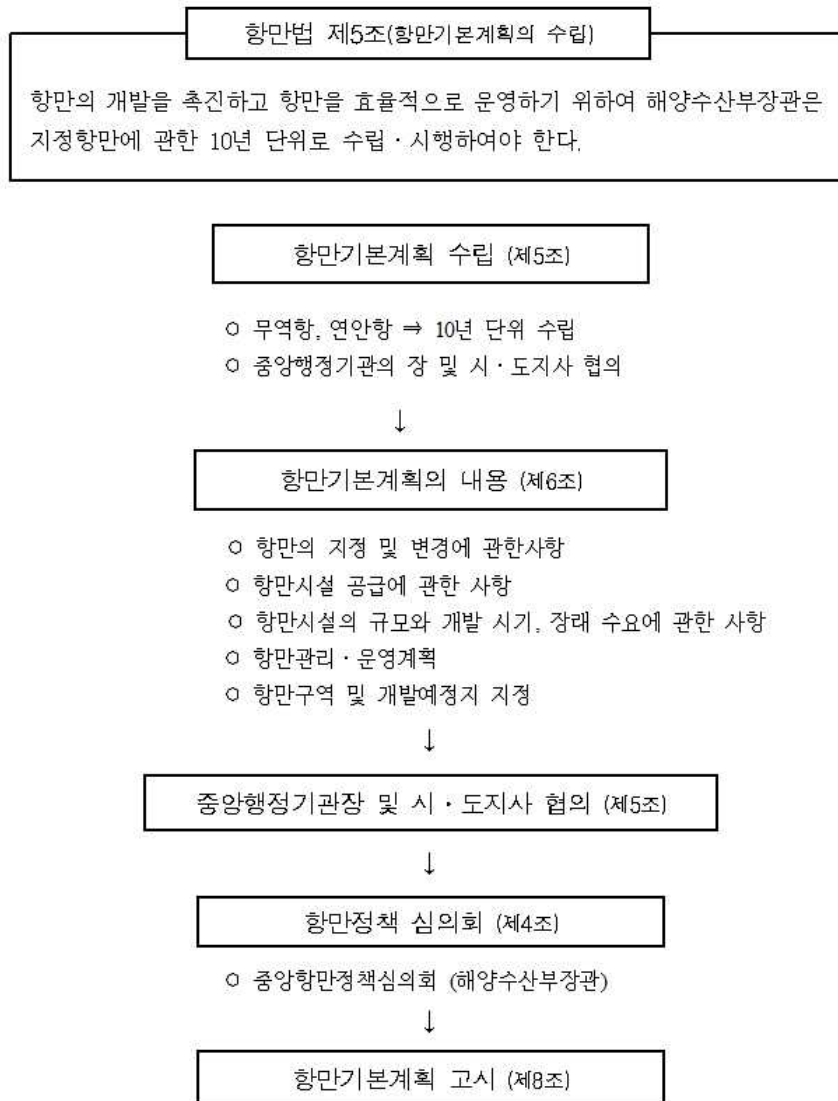 항만법 제5조(항만기본계획의 수립)
항만의 개발을 촉진하고 항만을 효율적으로 운영하기 위하여 해양수산부장관은
지정항만에 관한 10년 단위로 수립·시행하여야 한다.
항만기본계획 수립 (제5조)
○ 무역항, 연안항 ⇒ 10년 단위 수립
○ 중앙행정기관의 장 및 시·도지사 협의
↓
항만기본계획의 내용 (제6조)
○ 항만의 지정 및 변경에 관한사항
○ 항만시설 공급에 관한 사항
○ 항만시설의 규모와 개발 시기, 장래 수요에 관한 사항
○ 항만관리·운영계획
○ 항만구역 및 개발예정지 지정
↓
중앙행정기관장 및 시·도지사 협의 (제5조)
↓
항만정책 심의회 (제4조)
○ 중앙항만정책심의회 (해양수산부장관)
↓
항만기본계획 고시 (제8조)